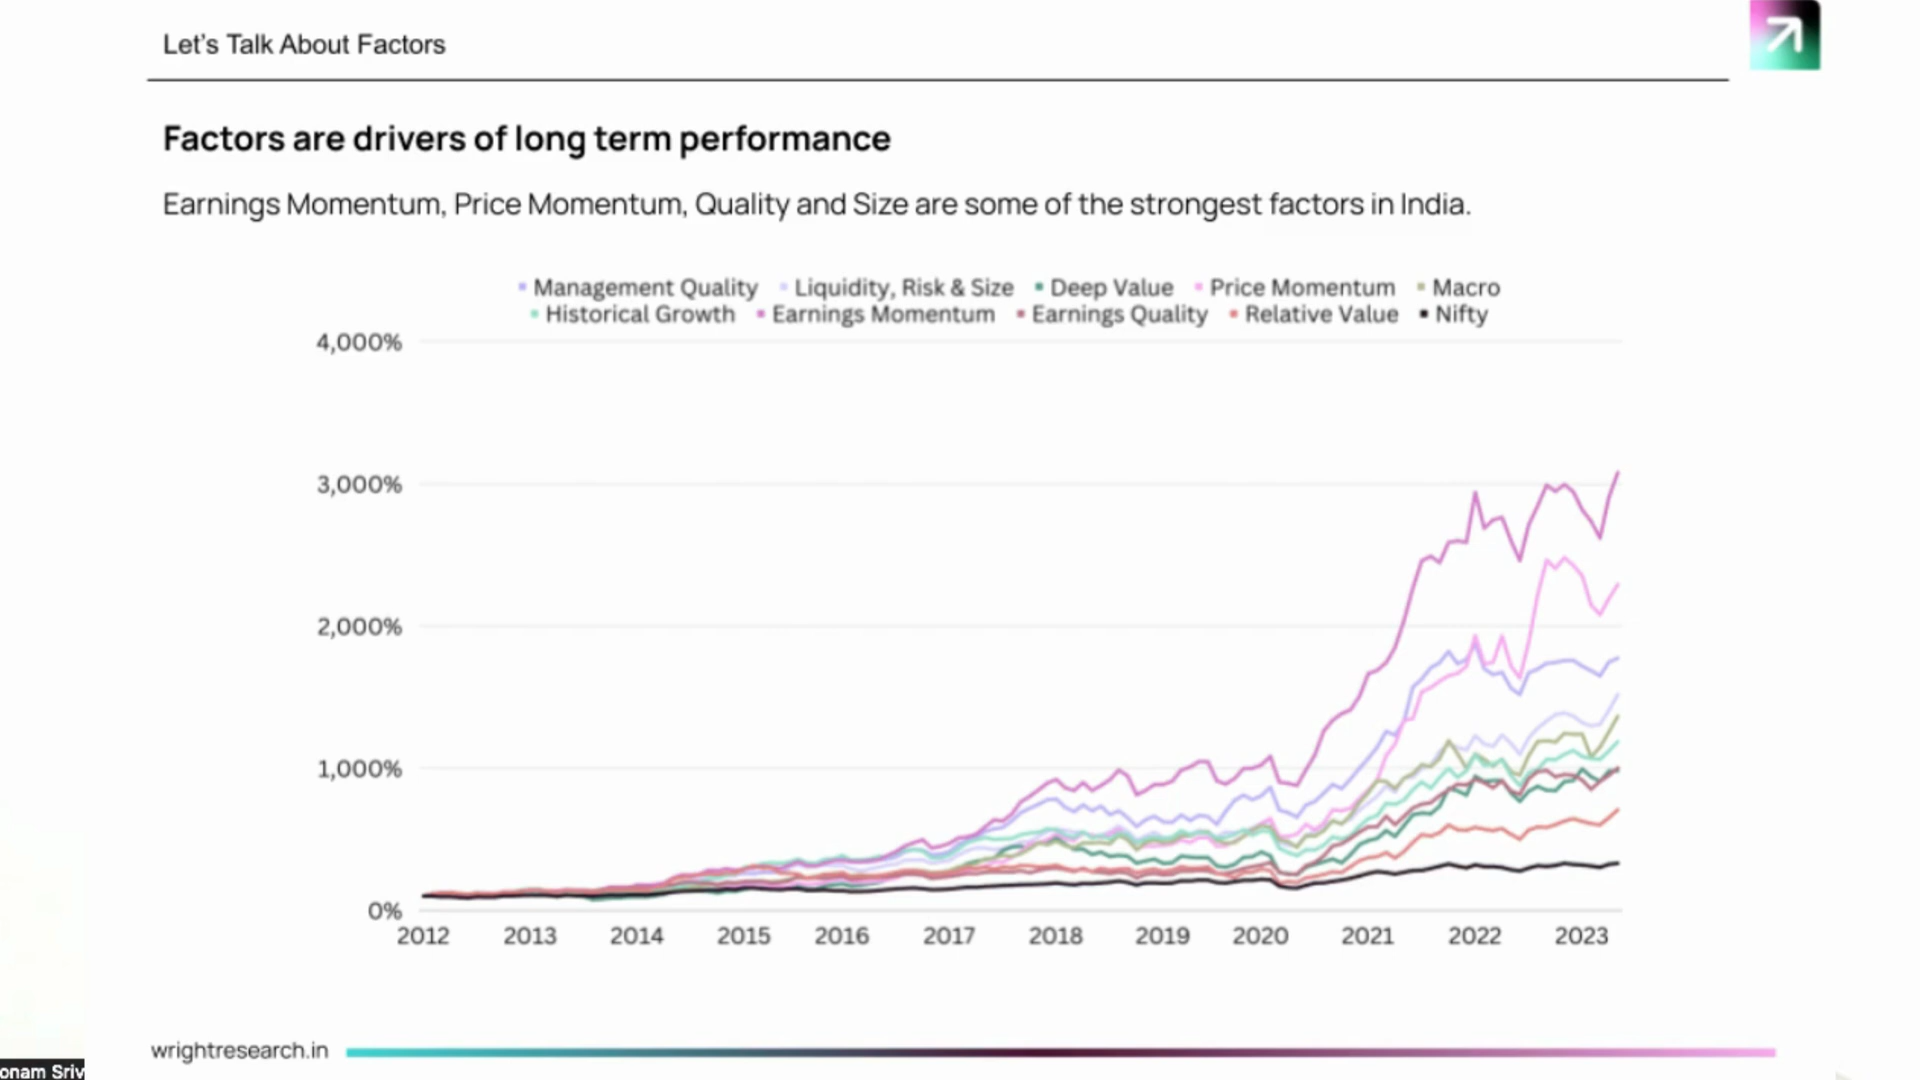 Let's Talk About Factors
Factors are drivers of long term performance
Earnings Momentum, Price Momentum, Quality and Size are some of the strongest factors in India.
Management Quality Liquidity, Risk & Size Deep Value Price Momentum Macro
Historical Growth Earnings Momentum Earnings Quality Relative Value Nifty
4,000%
3,000%
2,000%
1,000%
0%
2012 2013 2014 2015 2016 2017 2018 2019 2020 2021 2022 2023
wrightresearch.in
onam Sriv